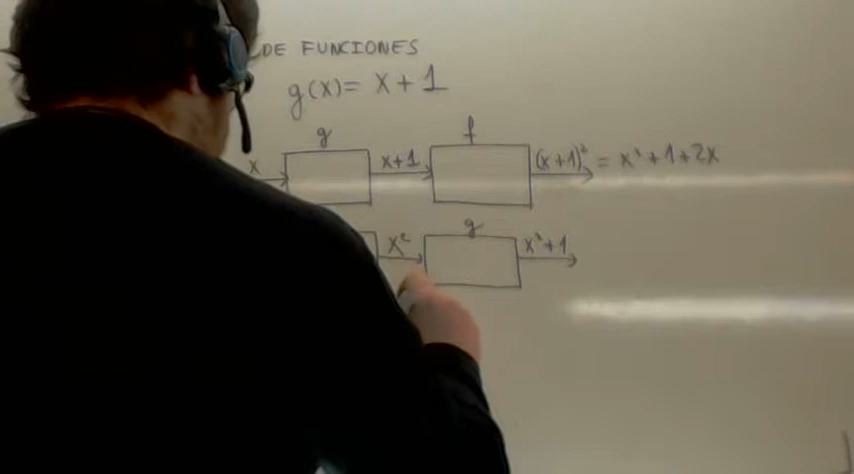 DE FUNCIONES
g(x)= x+1
g f
x x+1 (x+1)² = x²+1+2x
g
x² x²+1